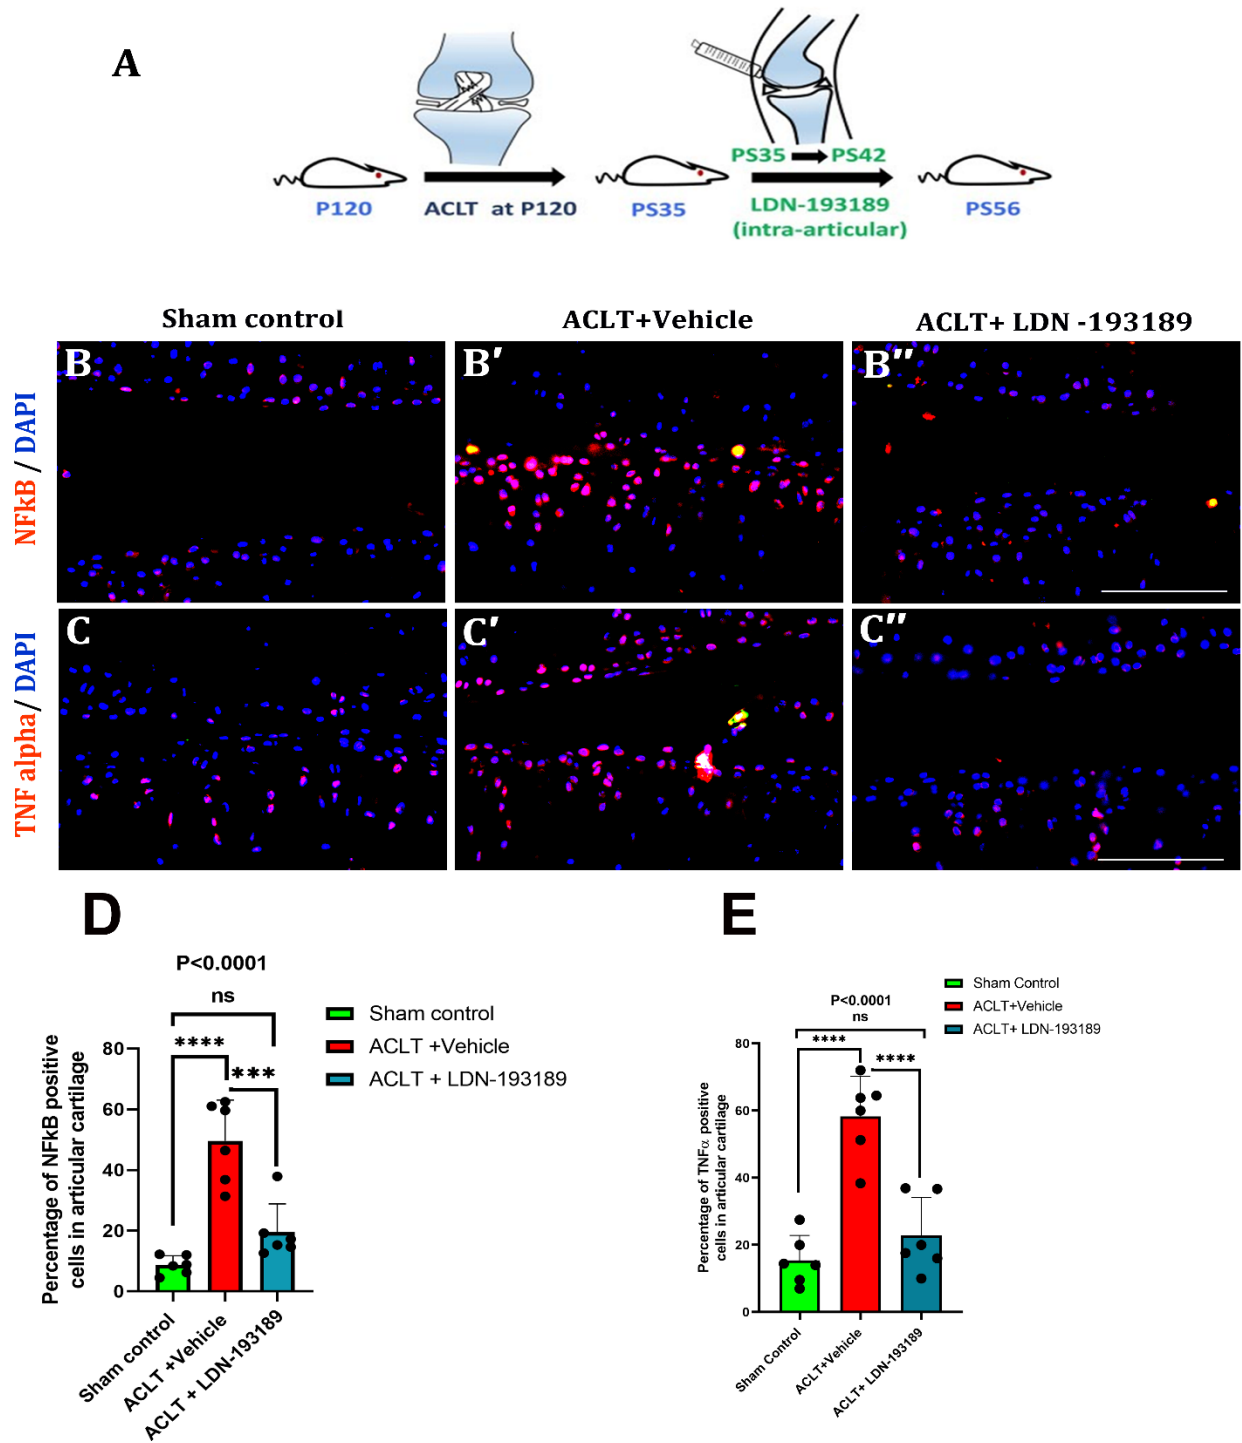 A
PS35 PS42
P120
ACLT at P120
PS35
LDN-193189
(intra-articular)
PS56
Sham control
ACLT+Vehicle
ACLT+ LDN -193189
NFkB / DAPI
B
B′
B″
TNF alpha/ DAPI
C
C′
C″
D
P<0.0001
ns
****
***
Percentage of NFkB positive
cells in articular cartilage
80
60
40
20
0
Sham control
ACLT +Vehicle
ACLT + LDN-193189
Sham control
ACLT +Vehicle
ACLT + LDN-193189
E
P<0.0001
ns
****
****
Percentage of TNFα positive
cells in articular cartilage
80
60
40
20
0
Sham Control
ACLT+Vehicle
ACLT+ LDN-193189
Sham Control
ACLT+Vehicle
ACLT+ LDN-193189